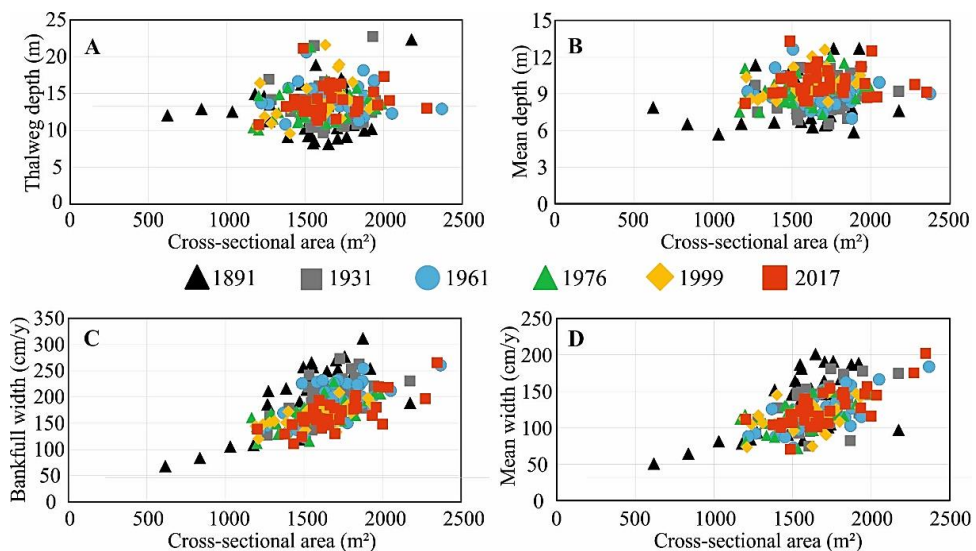 A
Thalweg depth (m)
25
20
15
10
5
0
0 500 1000 1500 2000 2500
Cross-sectional area (m²)
B
Mean depth (m)
15
12
9
6
3
0
0 500 1000 1500 2000 2500
Cross-sectional area (m²)
1891 1931 1961 1976 1999 2017
C
Bankfull width (cm/y)
350
300
250
200
150
100
50
0
0 500 1000 1500 2000 2500
Cross-sectional area (m²)
D
Mean width (cm/y)
250
200
150
100
50
0
0 500 1000 1500 2000 2500
Cross-sectional area (m²)